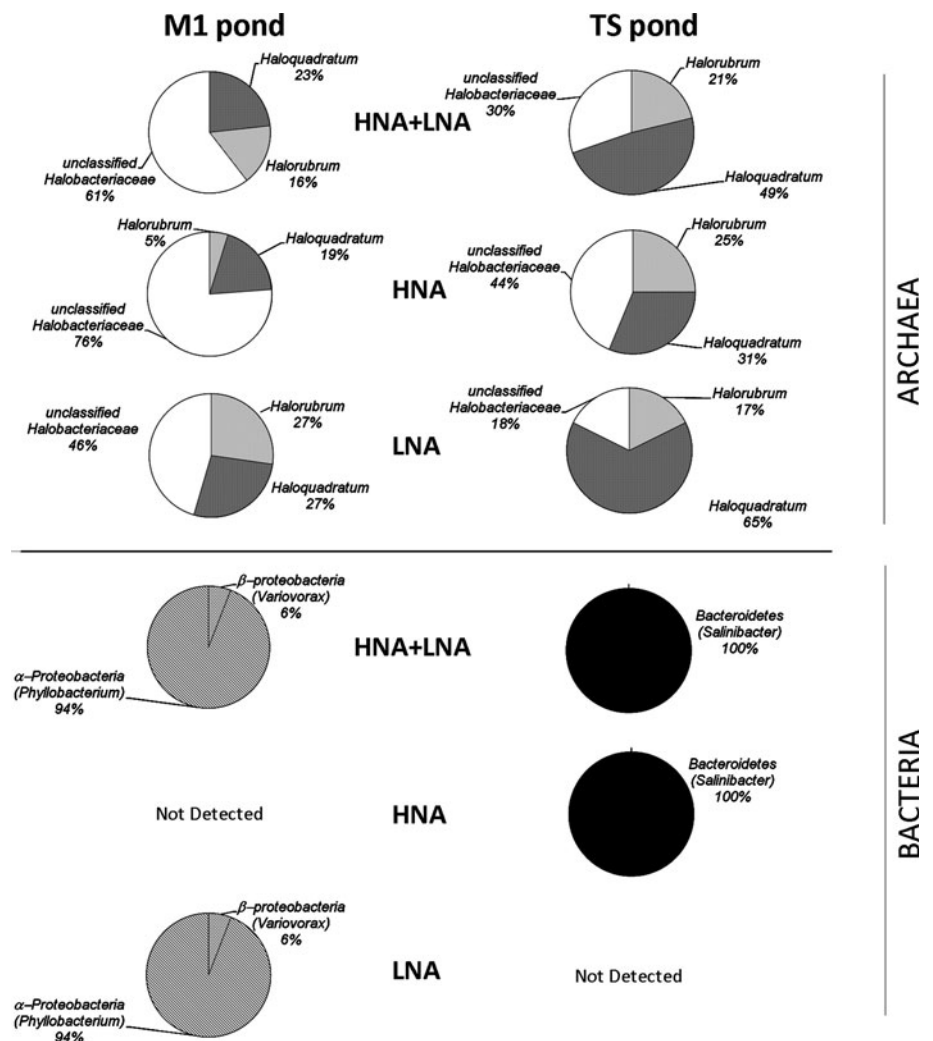 M1 pond
TS pond
Haloquadratum
23%
unclassified
Halobacteriaceae
61%
Halorubrum
16%
HNA+LNA
unclassified
Halobacteriaceae
30%
Halorubrum
21%
Haloquadratum
49%
Halorubrum
5%
Haloquadratum
19%
unclassified
Halobacteriaceae
76%
HNA
unclassified
Halobacteriaceae
44%
Halorubrum
25%
Haloquadratum
31%
unclassified
Halobacteriaceae
46%
Halorubrum
27%
Haloquadratum
27%
LNA
unclassified
Halobacteriaceae
18%
Halorubrum
17%
Haloquadratum
65%
ARCHAEA
β–proteobacteria
(Variovorax)
6%
α–Proteobacteria
(Phyllobacterium)
94%
HNA+LNA
Bacteroidetes
(Salinibacter)
100%
Not Detected
HNA
Bacteroidetes
(Salinibacter)
100%
β–proteobacteria
(Variovorax)
6%
α–Proteobacteria
(Phyllobacterium)
94%
LNA
Not Detected
BACTERIA